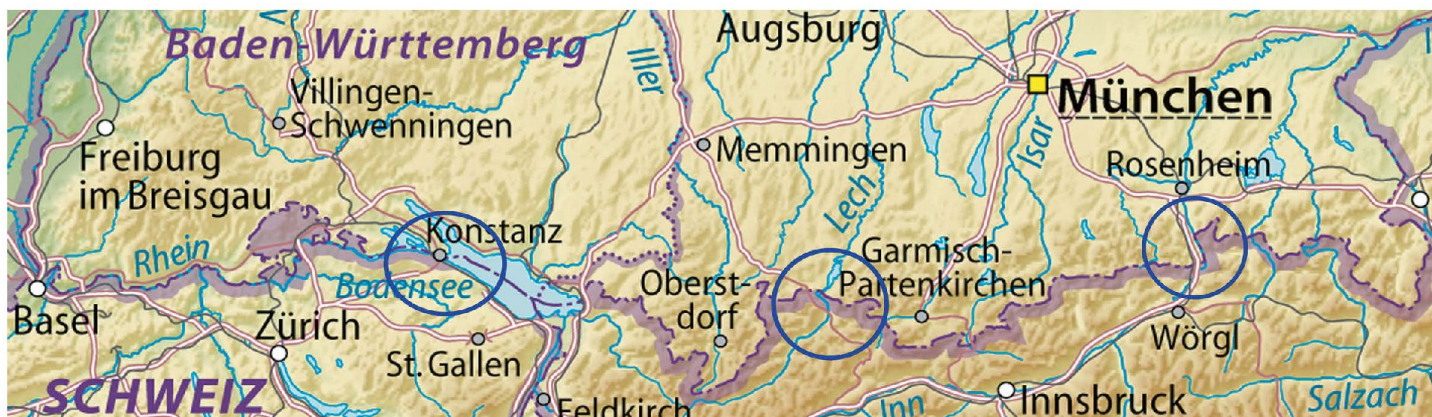 Augsburg
Baden-Württemberg
Iller
München
Villingen-
Schwenningen
Isar
Memmingen
Freiburg
im Breisgau
Rosenheim
Lech
Konstanz
Rhein
Garmisch-
Partenkirchen
Oberst-
dorf
Bodensee
Basel
Zürich
Wörgl
St. Gallen
SCHWEIZ
Feldkirch
Inn
Innsbruck
Salzach